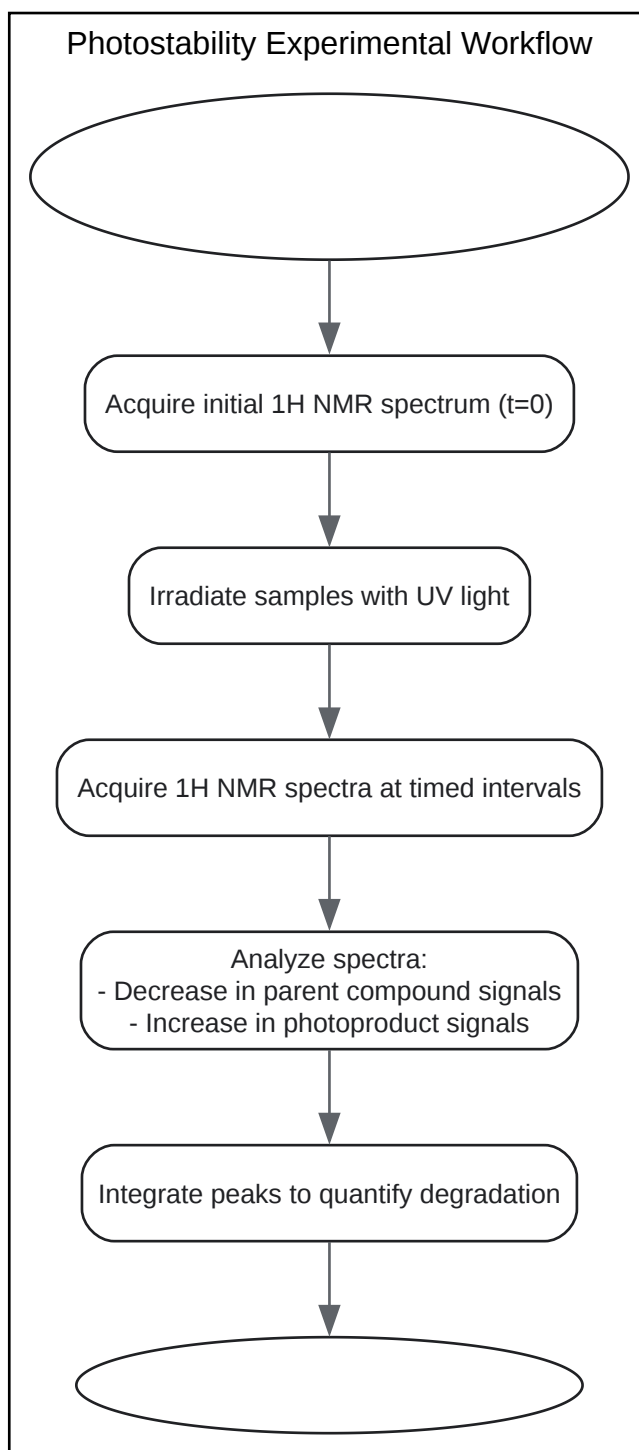 Photostability Experimental Workflow
Acquire initial 1H NMR spectrum (t=0)
Irradiate samples with UV light
Acquire 1H NMR spectra at timed intervals
Analyze spectra:
- Decrease in parent compound signals
- Increase in photoproduct signals
Integrate peaks to quantify degradation